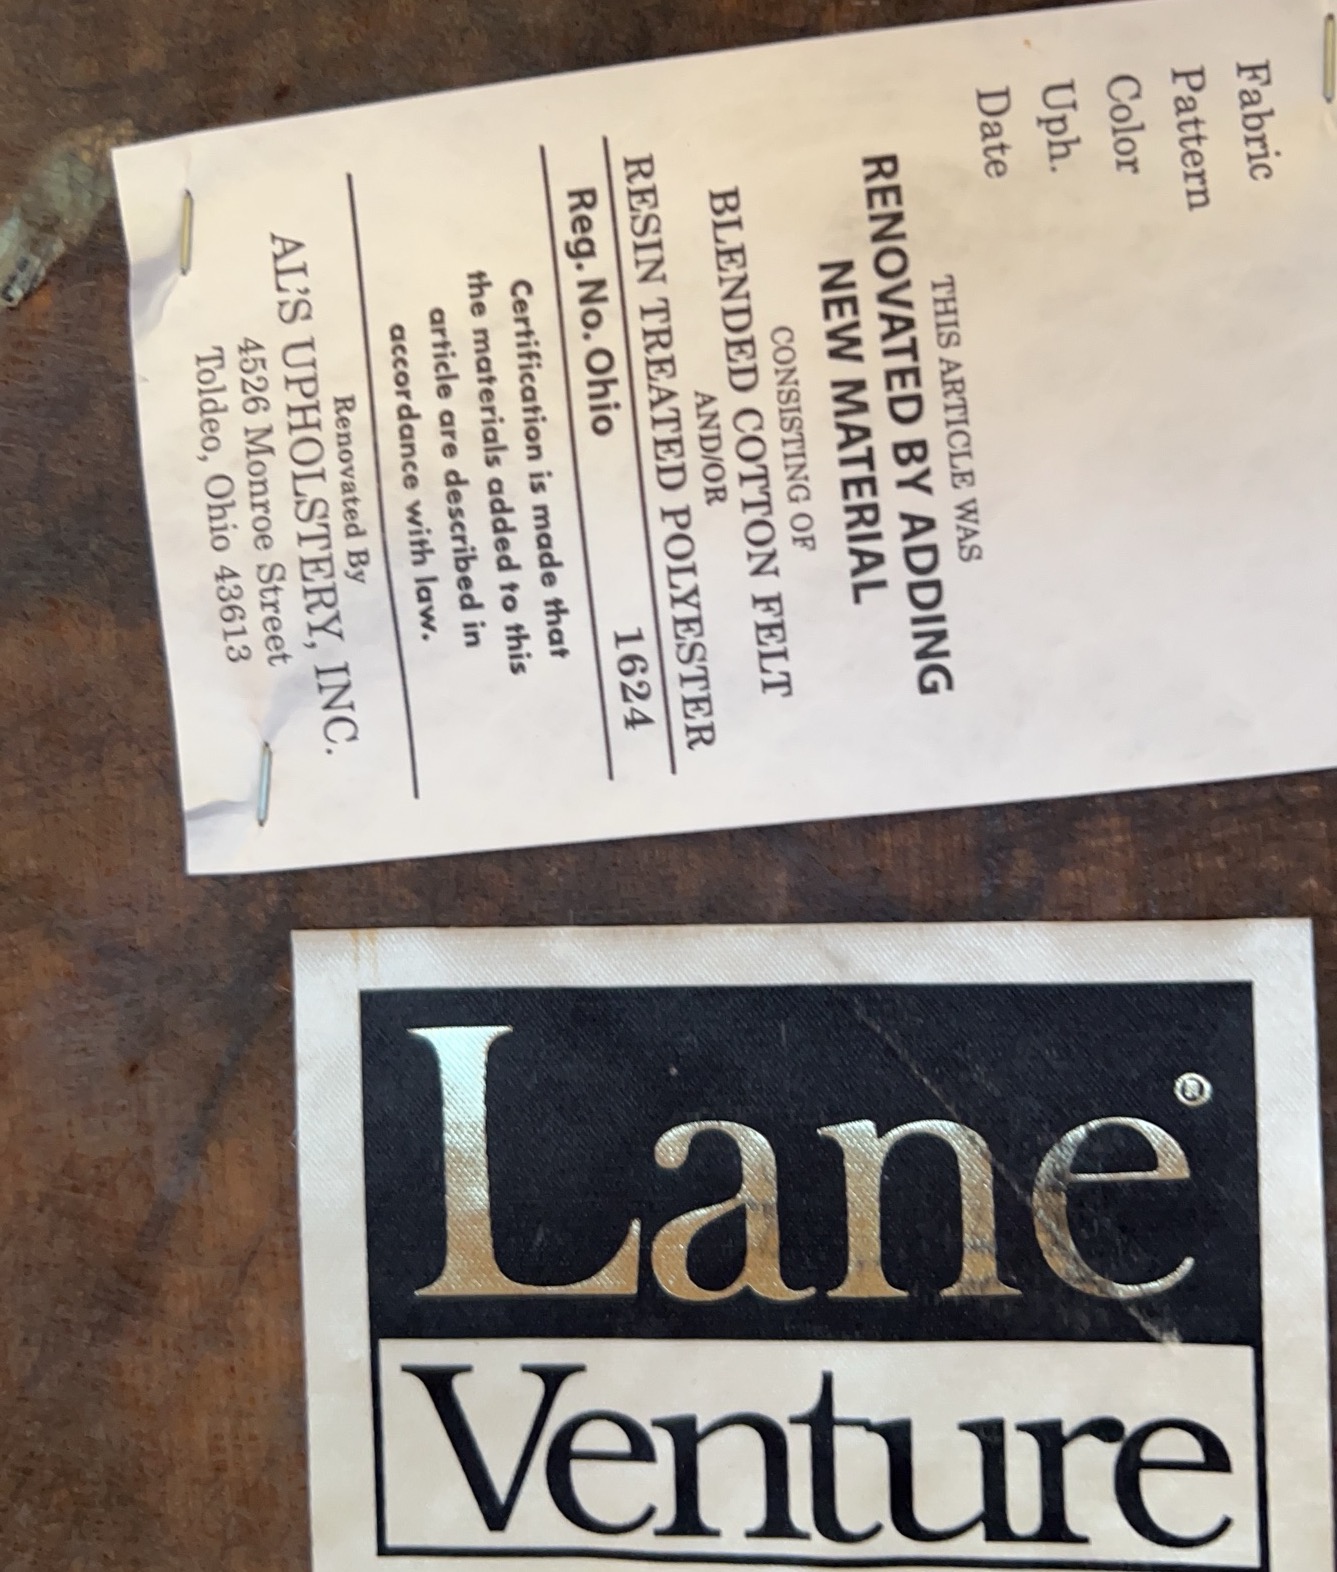 Fabric
Pattern
Color
Uph.
Date
THIS ARTICLE WAS
RENOVATED BY ADDING
NEW MATERIAL
CONSISTING OF
BLENDED COTTON FELT
AND/OR
RESIN TREATED POLYESTER
Reg. No. Ohio 1624
Certification is made that
the materials added to this
article are described in
accordance with law.
Renovated By
AL'S UPHOLSTERY, INC.
4526 Monroe Street
Toldeo, Ohio 43613
Lane®
Venture